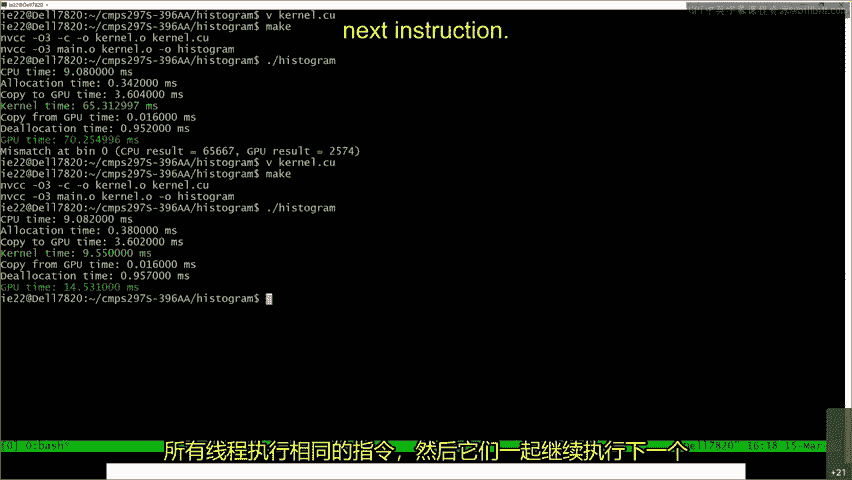 ie22@Dell7820:~/cmps297S-396AA/histogram$ v kernel.cu
ie22@Dell7820:~/cmps297S-396AA/histogram$ make
nvcc -O3 -c -o kernel.o kernel.cu
nvcc -O3 main.o kernel.o -o histogram
ie22@Dell7820:~/cmps297S-396AA/histogram$ ./histogram
CPU time: 9.080000 ms
Allocation time: 0.342000 ms
Copy to GPU time: 3.604000 ms
Kernel time: 65.312997 ms
Copy from GPU time: 0.016000 ms
Deallocation time: 0.952000 ms
GPU time: 70.254996 ms
Mismatch at bin 0 (CPU result = 65667, GPU result = 2574)
ie22@Dell7820:~/cmps297S-396AA/histogram$ v kernel.cu
ie22@Dell7820:~/cmps297S-396AA/histogram$ make
nvcc -O3 -c -o kernel.o kernel.cu
nvcc -O3 main.o kernel.o -o histogram
ie22@Dell7820:~/cmps297S-396AA/histogram$ ./histogram
CPU time: 9.082000 ms
Allocation time: 0.380000 ms
Copy to GPU time: 3.602000 ms
Kernel time: 9.550000 ms
Copy from GPU time: 0.016000 ms
Deallocation time: 0.957000 ms
GPU time: 14.531000 ms
ie22@Dell7820:~/cmps297S-396AA/histogram$
next instruction.
[0] 0:bash*
16:18 15-Mar-
所有线程执行相同的指令，然后它们一起继续执行下一个
+21